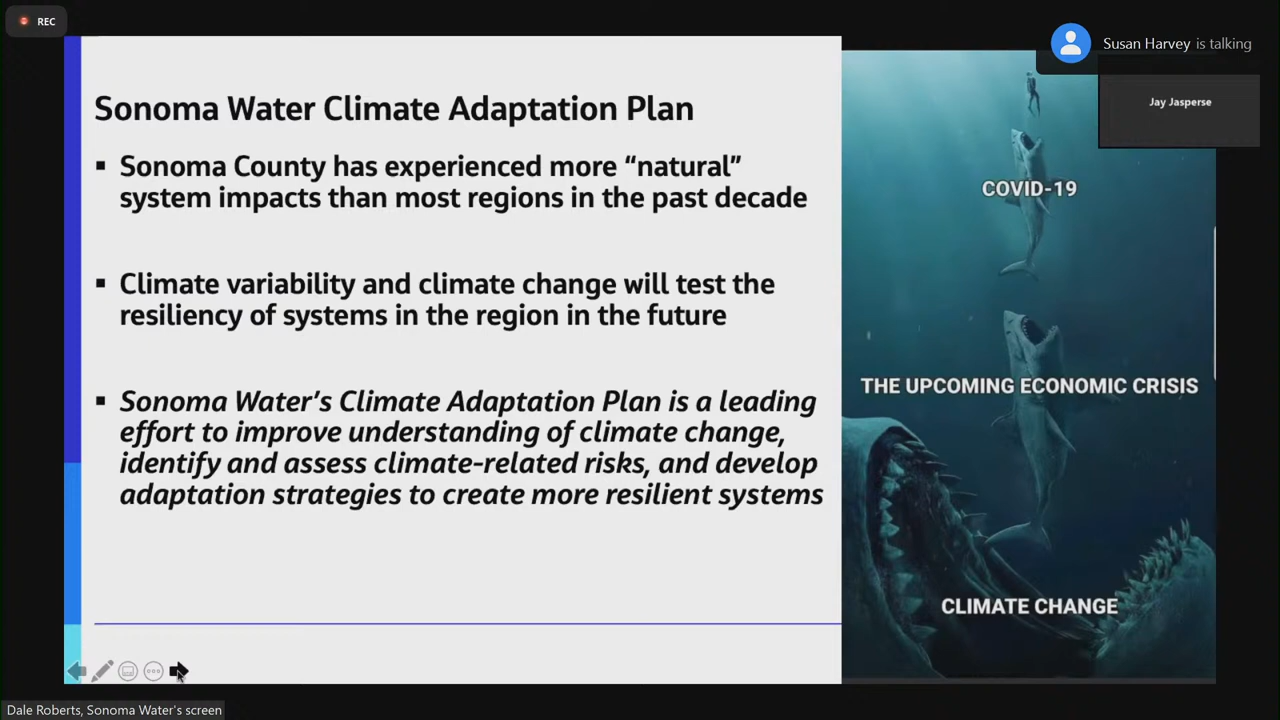 REC
Susan Harvey is talking
Jay Jasperse
Sonoma Water Climate Adaptation Plan
▪ Sonoma County has experienced more “natural”
system impacts than most regions in the past decade
▪ Climate variability and climate change will test the
resiliency of systems in the region in the future
▪ Sonoma Water’s Climate Adaptation Plan is a leading
effort to improve understanding of climate change,
identify and assess climate-related risks, and develop
adaptation strategies to create more resilient systems
COVID-19
THE UPCOMING ECONOMIC CRISIS
CLIMATE CHANGE
Dale Roberts, Sonoma Water's screen